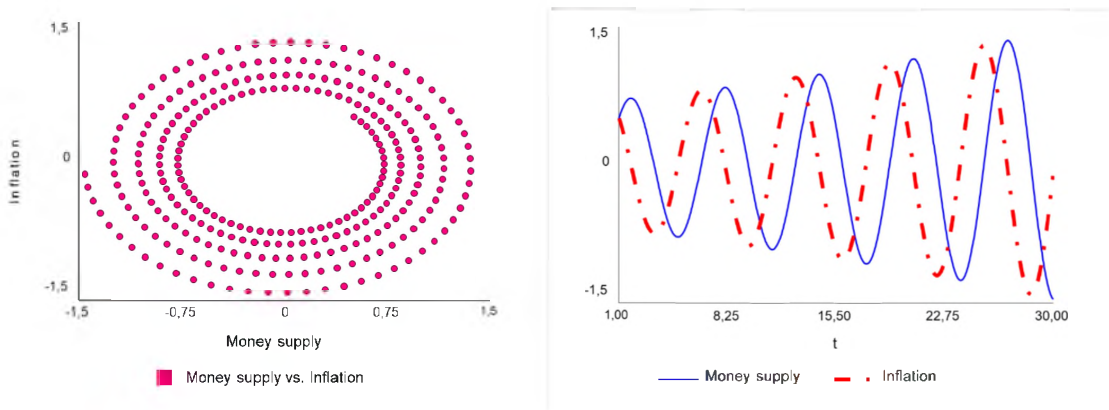 1,5
0
-1,5
Inflation
-1,5 -0,75 0 0,75 1,5
Money supply
Money supply vs. Inflation
1,5
0
-1,5
1,00 8,25 15,50 22,75 30,00
t
Money supply Inflation